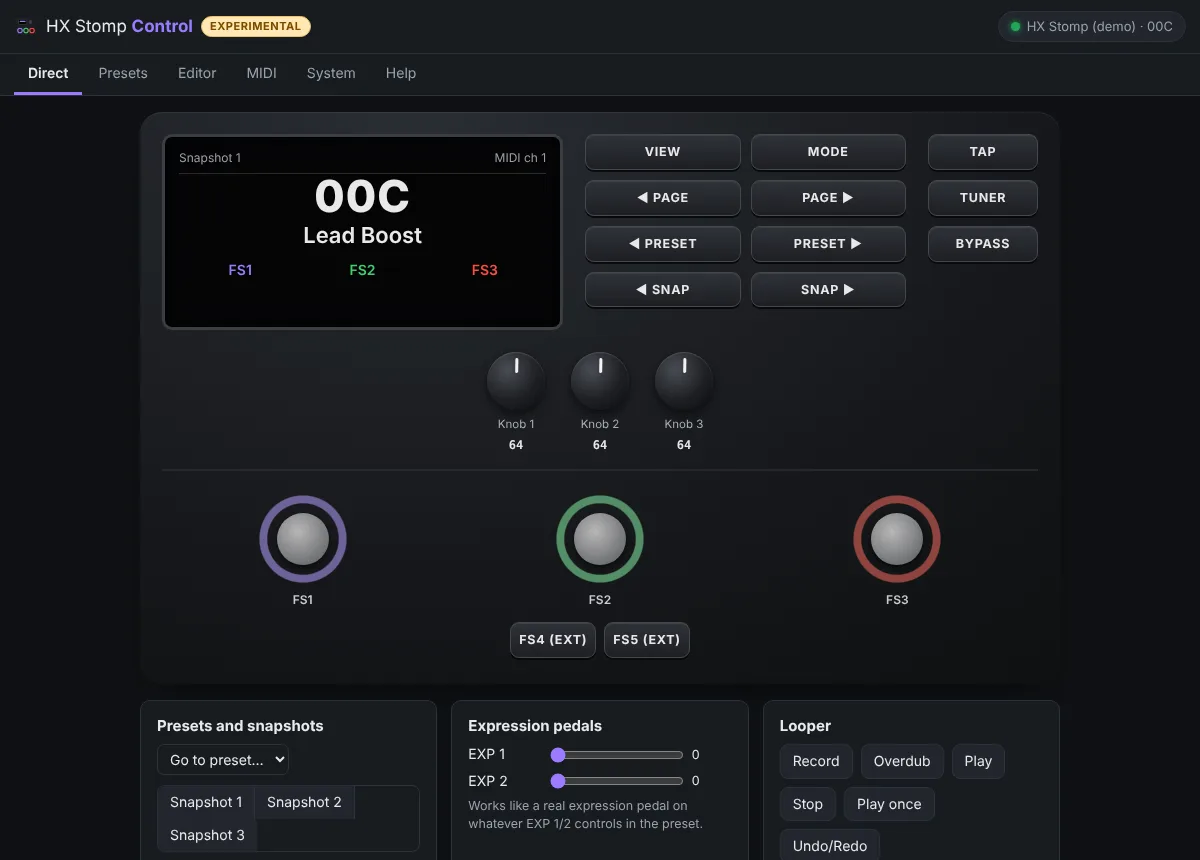 HX Stomp Control EXPERIMENTAL
HX Stomp (demo) · 00C
Direct Presets Editor MIDI System Help
Snapshot 1 MIDI ch 1
00C
Lead Boost
FS1 FS2 FS3
VIEW MODE TAP
◀ PAGE PAGE ▶ TUNER
◀ PRESET PRESET ▶ BYPASS
◀ SNAP SNAP ▶
Knob 1 Knob 2 Knob 3
64 64 64
FS1 FS2 FS3
FS4 (EXT) FS5 (EXT)
Presets and snapshots
Go to preset...
Snapshot 1 Snapshot 2
Snapshot 3
Expression pedals
EXP 1 0
EXP 2 0
Works like a real expression pedal on
whatever EXP 1/2 controls in the preset.
Looper
Record Overdub Play
Stop Play once
Undo/Redo